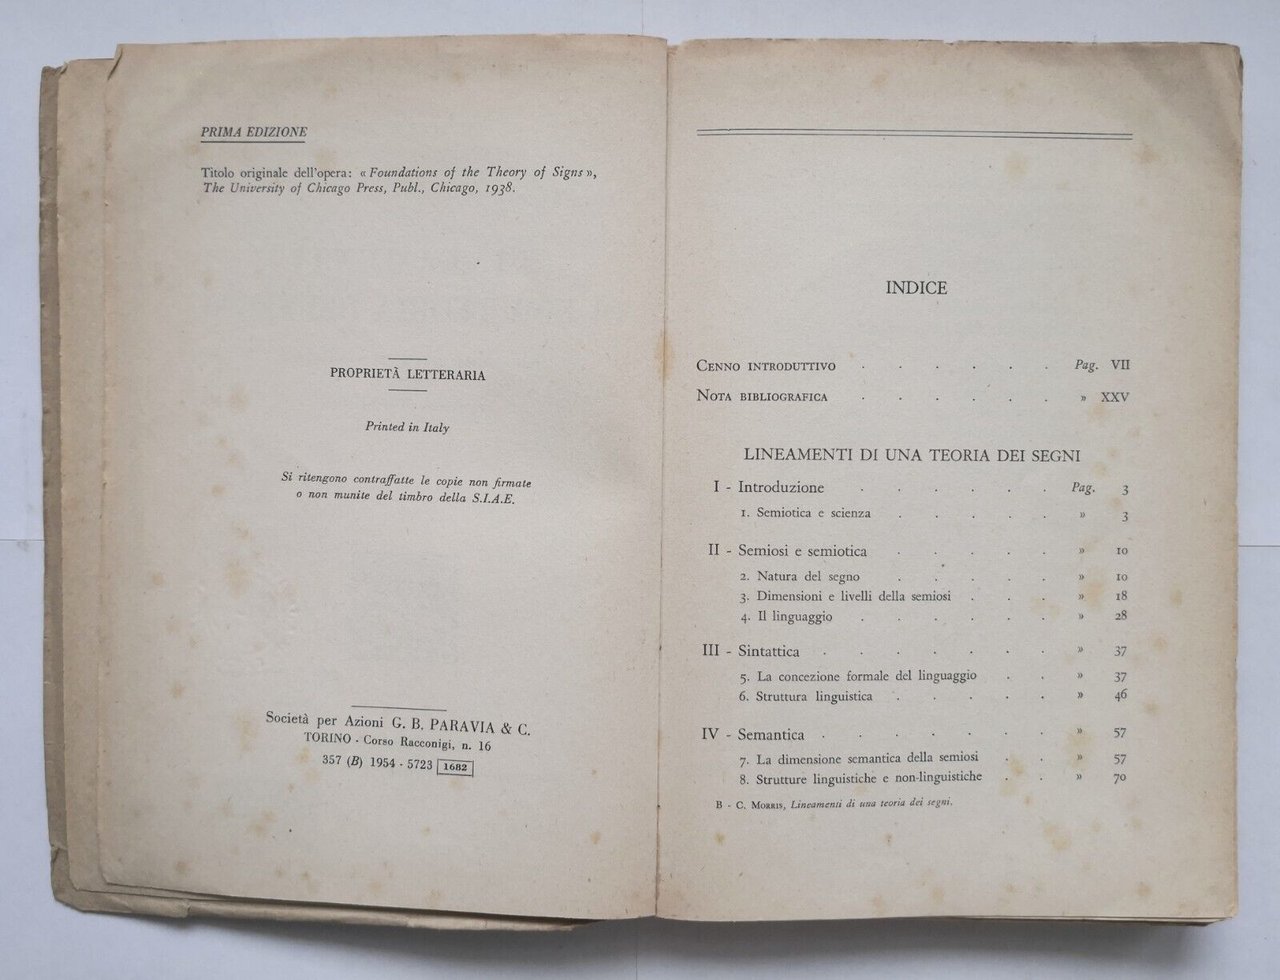 PRIMA EDIZIONE
Titolo originale dell'opera: « Foundations of the Theory of Signs »,
The University of Chicago Press, Publ., Chicago, 1938.
PROPRIETÀ LETTERARIA
Printed in Italy
Si ritengono contraffatte le copie non firmate
o non munite del timbro della S.I.A.E.
Società per Azioni G. B. PARAVIA & C.
TORINO - Corso Racconigi, n. 16
357 (B) 1954 - 5723 1682
INDICE
CENNO INTRODUTTIVO . . . . . . Pag. VII
NOTA BIBLIOGRAFICA . . . . . . » XXV
LINEAMENTI DI UNA TEORIA DEI SEGNI
I - Introduzione . . . . . . Pag. 3
1. Semiotica e scienza . . . . . » 3
II - Semiosi e semiotica . . . . . » 10
2. Natura del segno . . . . . » 10
3. Dimensioni e livelli della semiosi . . . » 18
4. Il linguaggio . . . . . . » 28
III - Sintattica . . . . . . . » 37
5. La concezione formale del linguaggio . . » 37
6. Struttura linguistica . . . . . » 46
IV - Semantica . . . . . . . » 57
7. La dimensione semantica della semiosi . . » 57
8. Strutture linguistiche e non-linguistiche . . » 70
B - C. MORRIS, Lineamenti di una teoria dei segni.